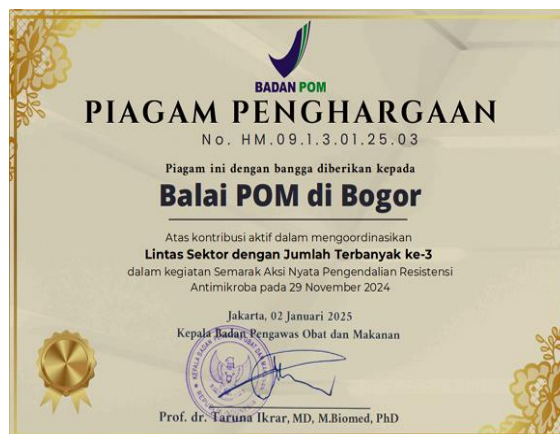 BADAN POM
PIAGAM PENGHARGAAN
No. HM.09.1.3.01.25.03
Piagam ini dengan bangga diberikan kepada
Balai POM di Bogor
Atas kontribusi aktif dalam mengoordinasikan
Lintas Sektor dengan Jumlah Terbanyak ke-3
dalam kegiatan Semarak Aksi Nyata Pengendalian Resistensi
Antimikroba pada 29 November 2024
Jakarta, 02 Januari 2025
Kepala Badan Pengawas Obat dan Makanan
Prof. dr. Taruna Ikrar, MD, M.Biomed, PhD